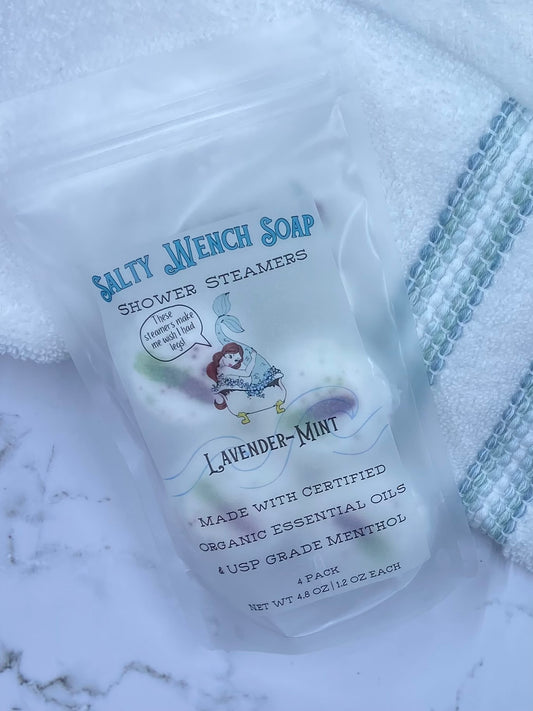 Salty Wench Soap
Shower Steamers
These
steamers make
me wish I had
legs!
Lavender-Mint
Made with Certified
Organic Essential Oils
& USP Grade Menthol
4 Pack
Net Wt 4.8 oz | 1.2 oz each